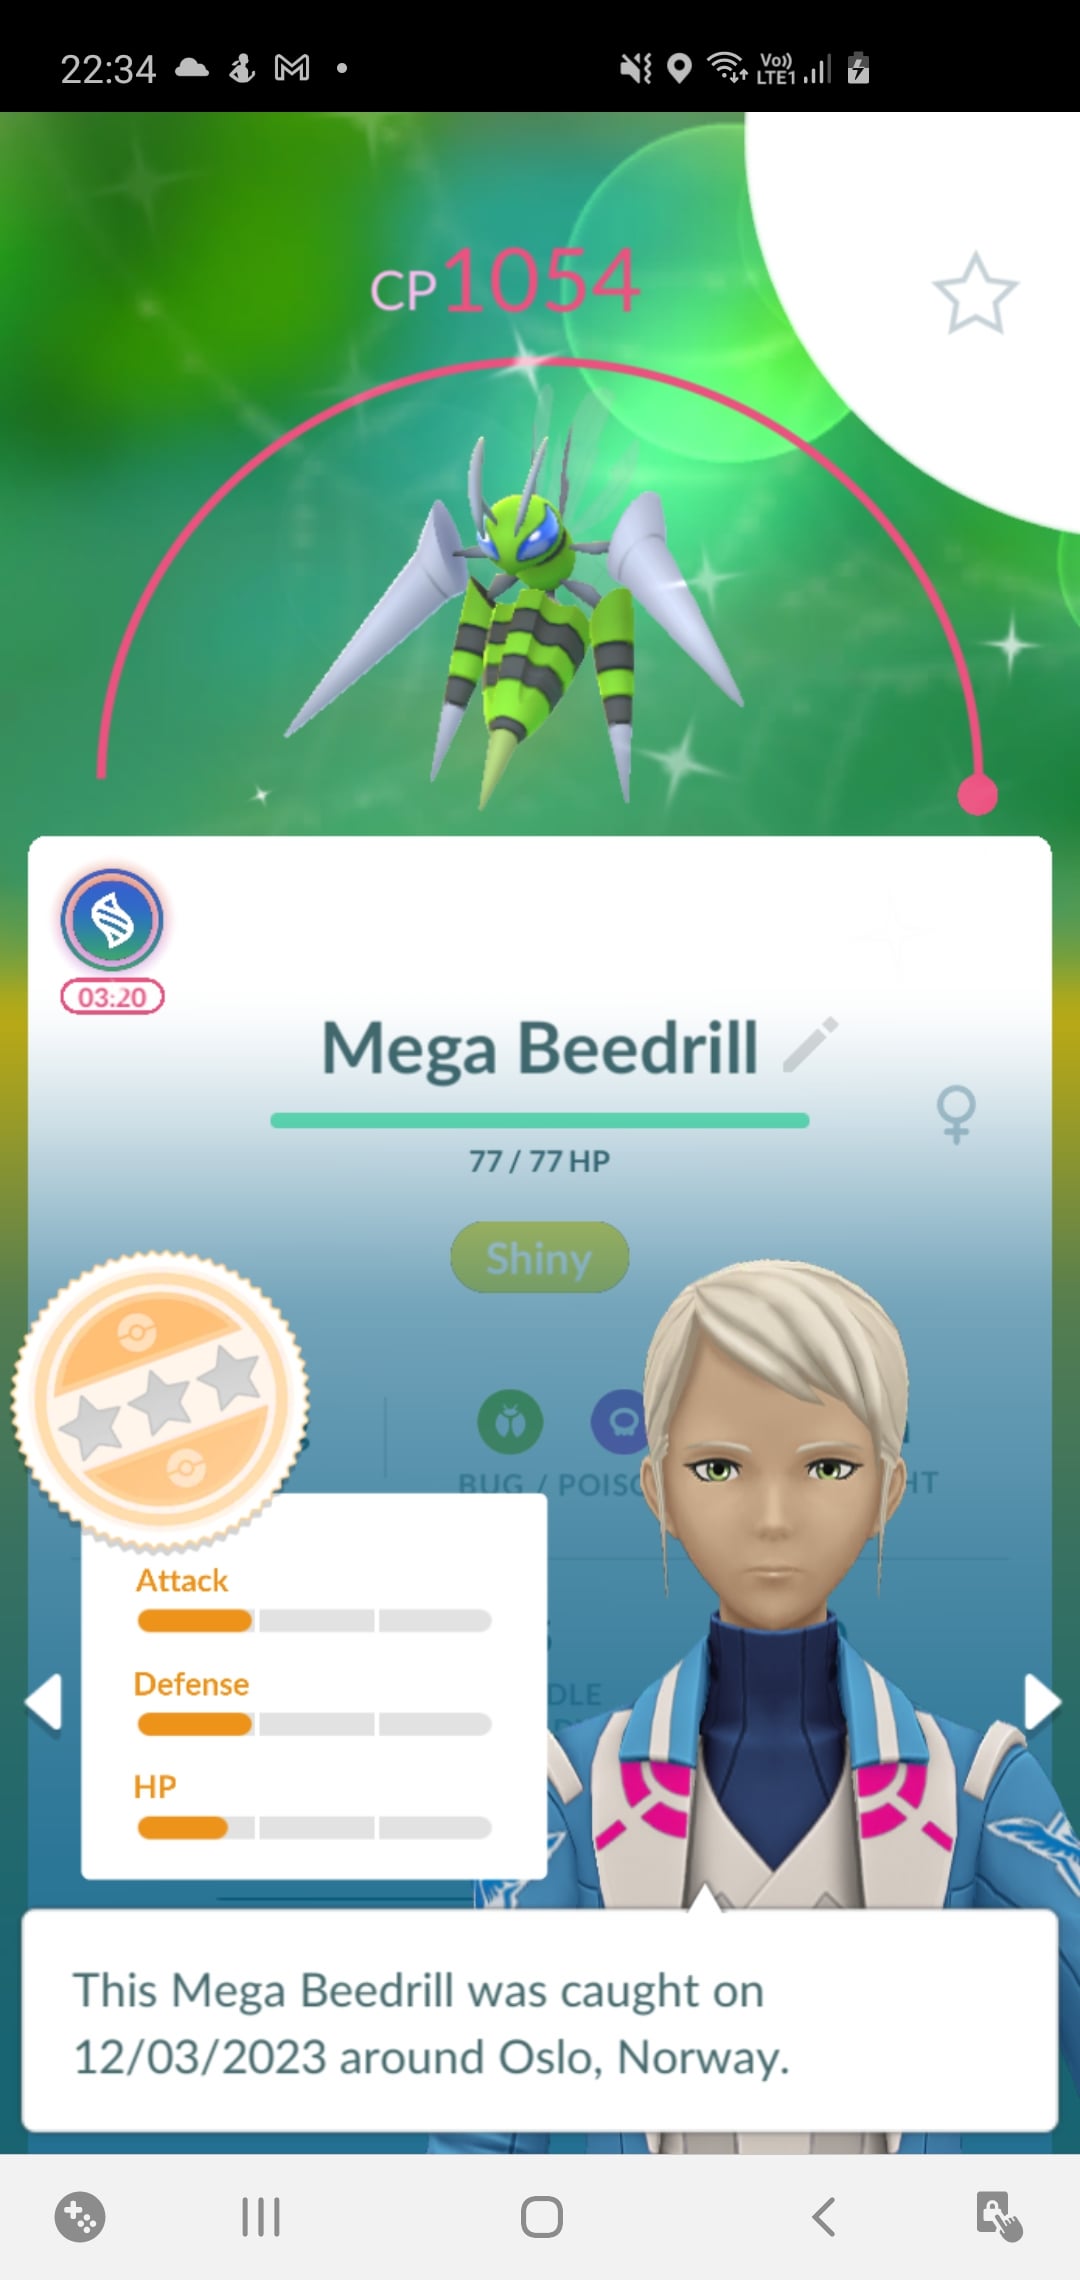 22:34
Vo))
LTE1
CP1054
03:20
Mega Beedrill
77 / 77 HP
Shiny
BUG / POISO
HT
Attack
Defense
DLE
HP
This Mega Beedrill was caught on
12/03/2023 around Oslo, Norway.